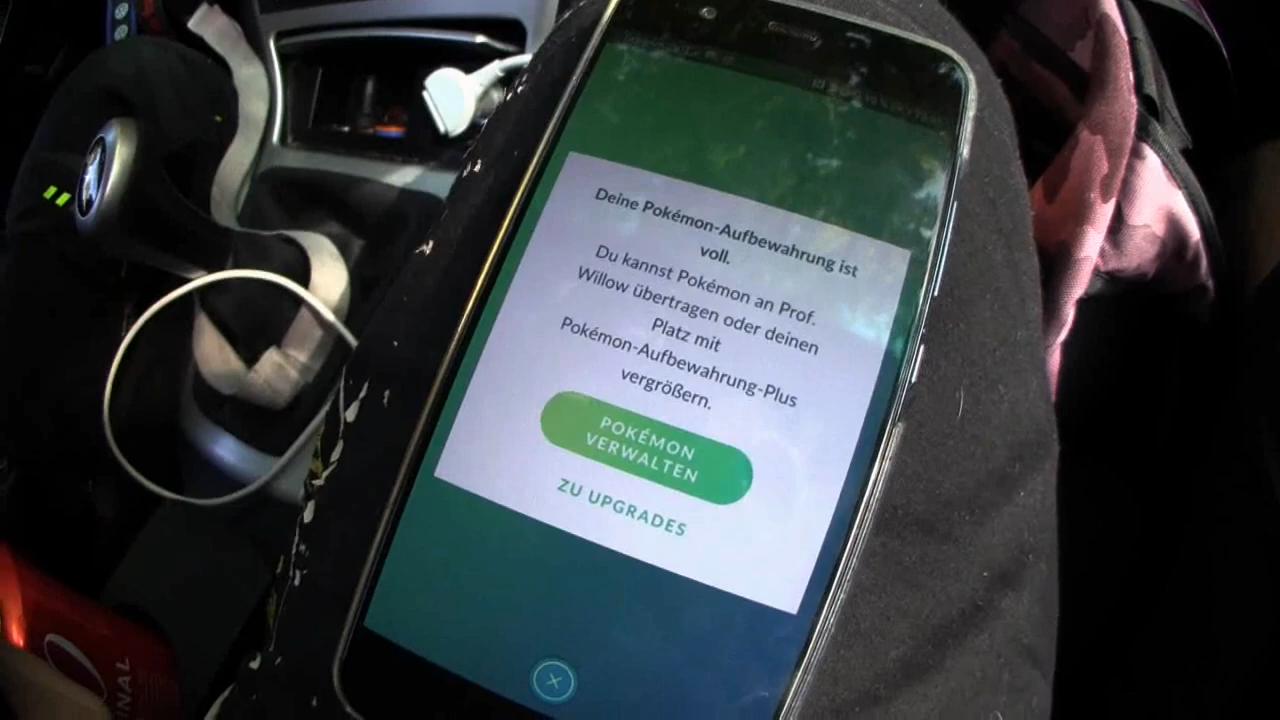 Deine Pokémon-Aufbewahrung ist
voll.
Du kannst Pokémon an Prof.
Willow übertragen oder deinen
Platz mit
Pokémon-Aufbewahrung-Plus
vergrößern.
POKÉMON
VERWALTEN
ZU UPGRADES